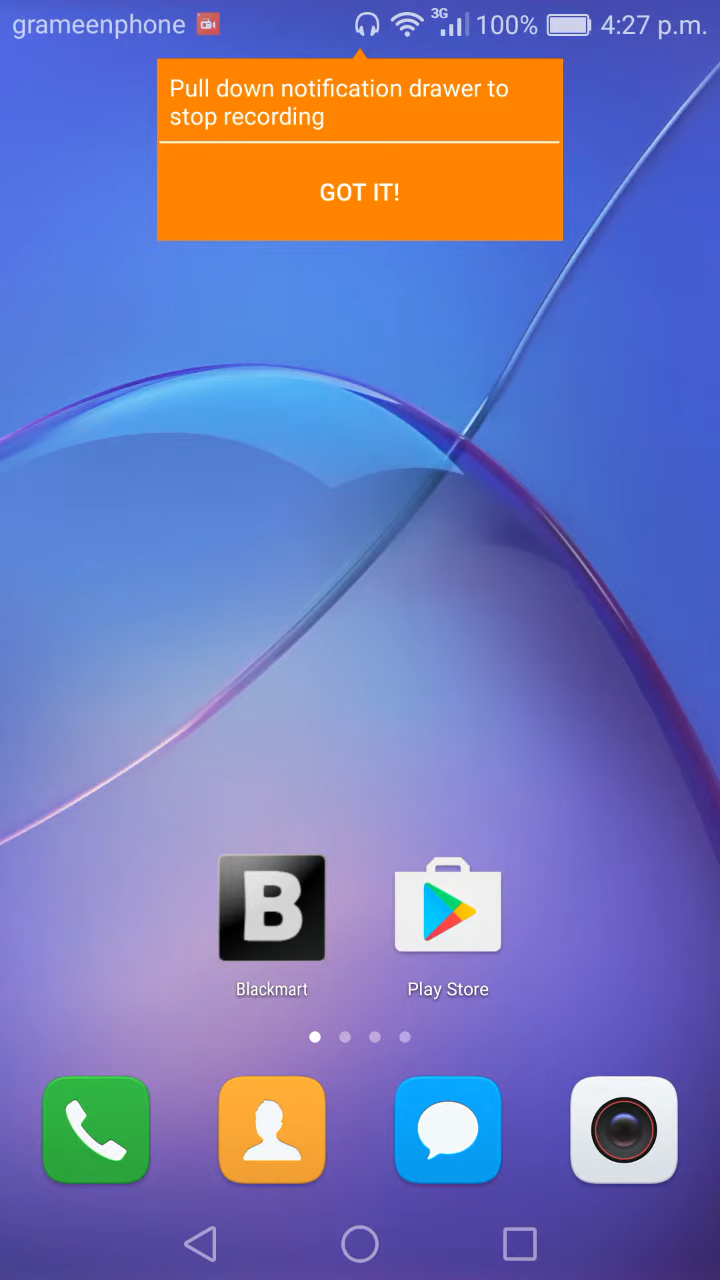 grameenphone 3G 100% 4:27 p.m.
Pull down notification drawer to
stop recording
GOT IT!
B
Blackmart Play Store